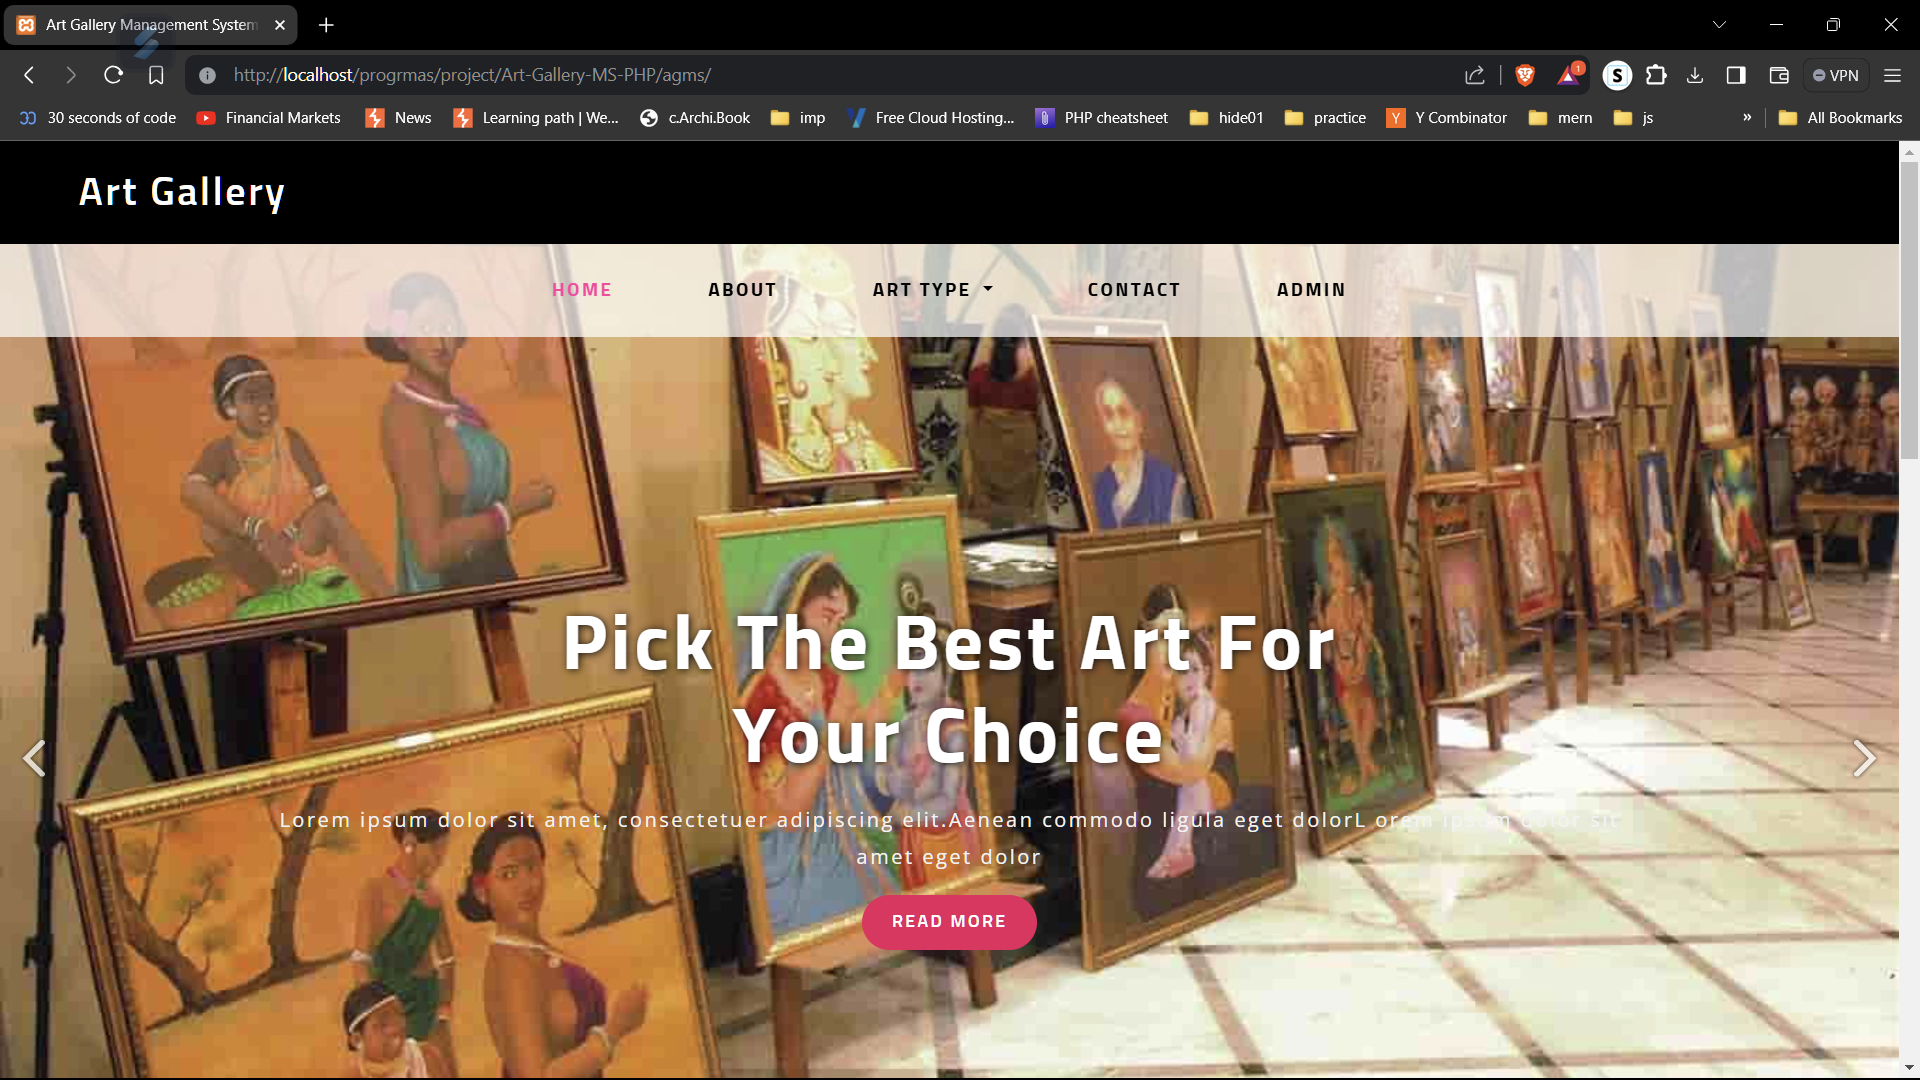 Art Gallery Management System
http://localhost/progrmas/project/Art-Gallery-MS-PHP/agms/
1
S
VPN
30 seconds of code
Financial Markets
News
Learning path | We...
c.Archi.Book
imp
Free Cloud Hosting...
PHP cheatsheet
hide01
practice
Y
Y Combinator
mern
js
»
All Bookmarks
Art Gallery
HOME
ABOUT
ART TYPE
CONTACT
ADMIN
Pick The Best Art For
Your Choice
Lorem ipsum dolor sit amet, consectetuer adipiscing elit.Aenean commodo ligula eget dolorL orem ipsum dolor sit
amet eget dolor
READ MORE